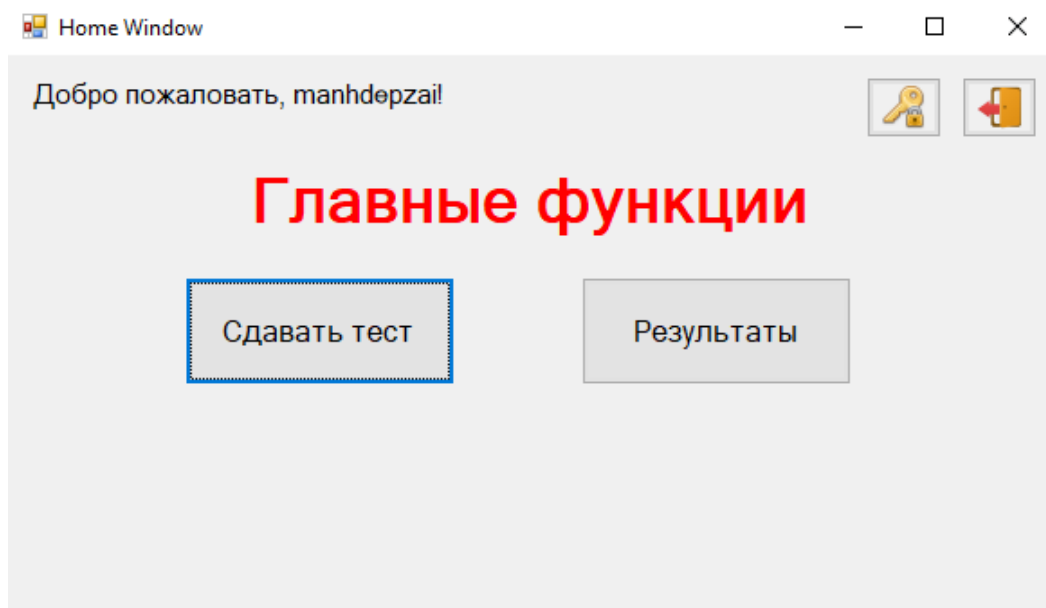 Home Window
Добро пожаловать, manhdepzai!
Главные функции
Сдавать тест
Результаты